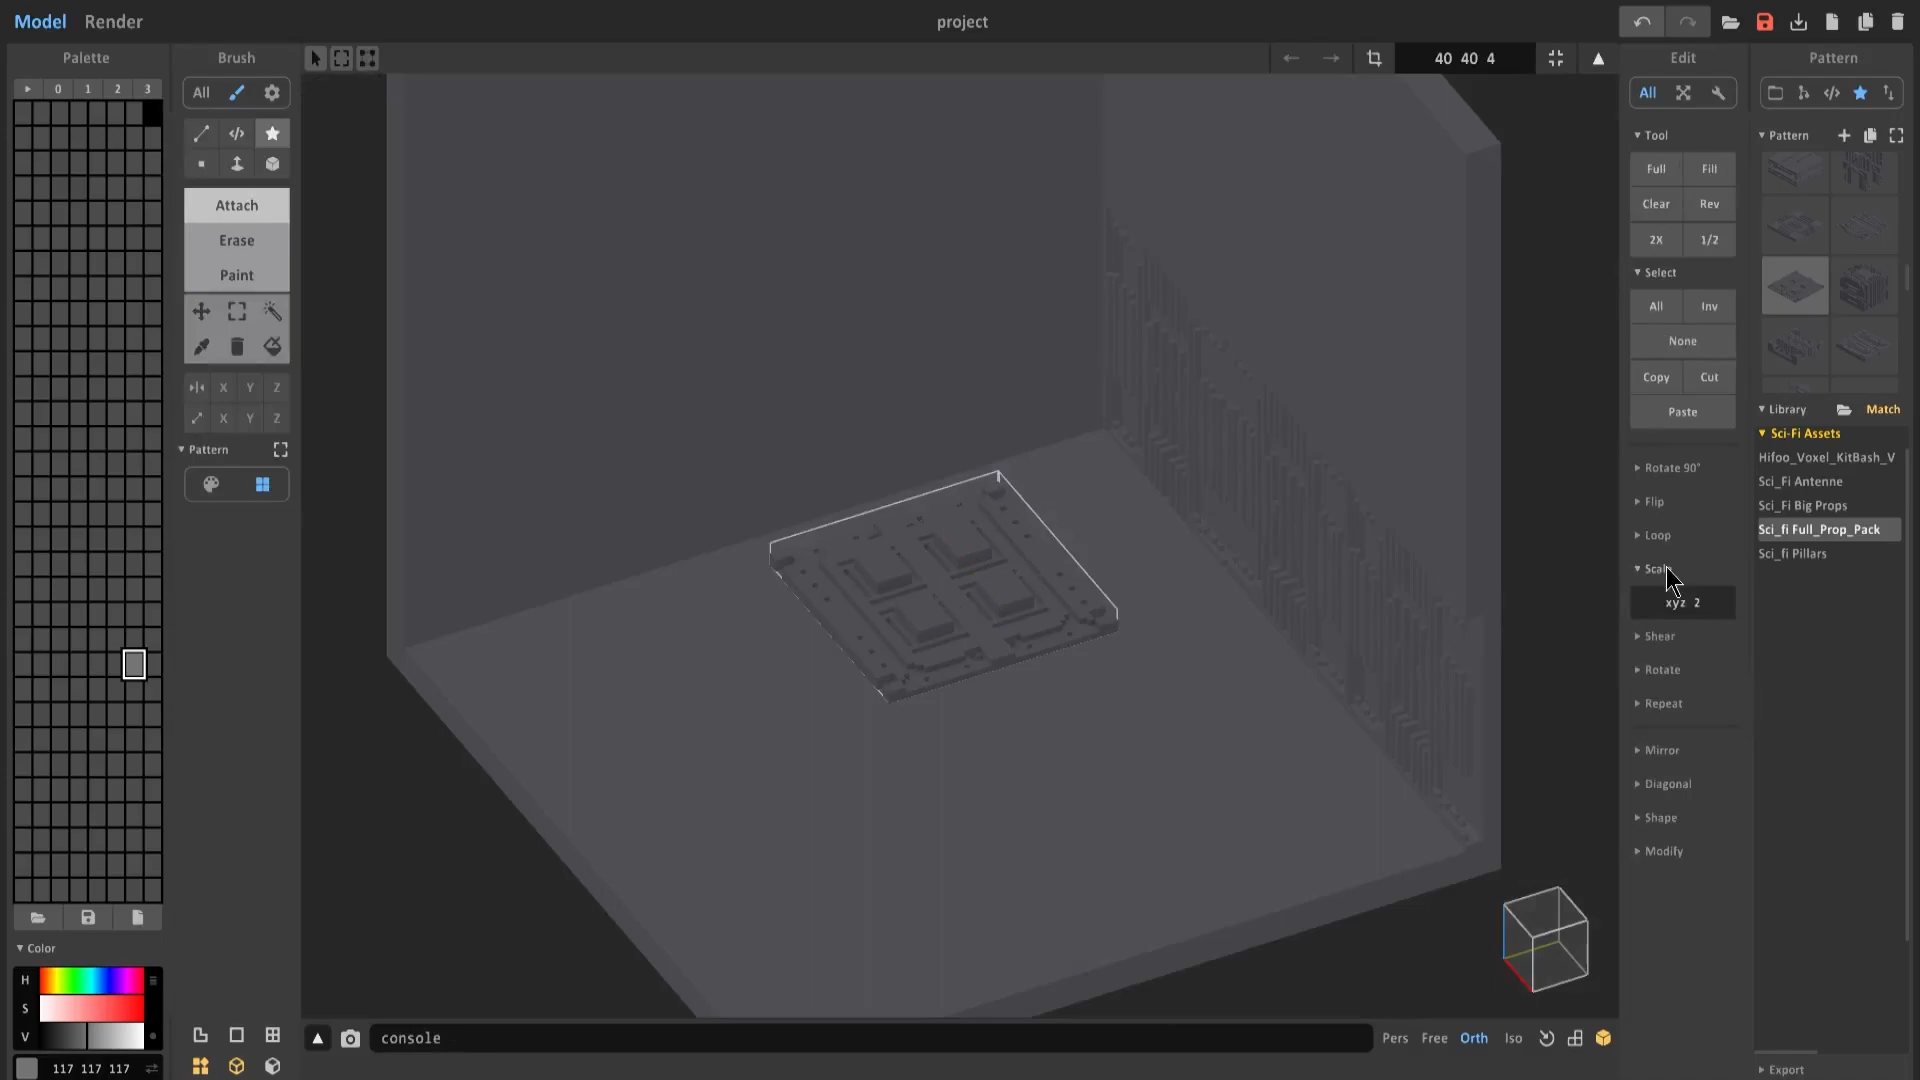 Model Render
project
40 40 4
Palette
Brush
Edit
Pattern
0 1 2 3
All
All
Tool
Pattern
Full Fill
Clear Rev
2X 1/2
Attach
Erase
Paint
Select
All Inv
None
Copy Cut
Paste
X Y Z
X Y Z
Pattern
Library Match
Sci-Fi Assets
Hifoo_Voxel_KitBash_V
Sci_Fi Antenne
Sci_Fi Big Props
Sci_fi Full_Prop_Pack
Sci_fi Pillars
Rotate 90°
Flip
Loop
Scal
xyz 2
Shear
Rotate
Repeat
Mirror
Diagonal
Shape
Modify
Color
H
S
V
117 117 117
console
Pers Free Orth Iso
Export